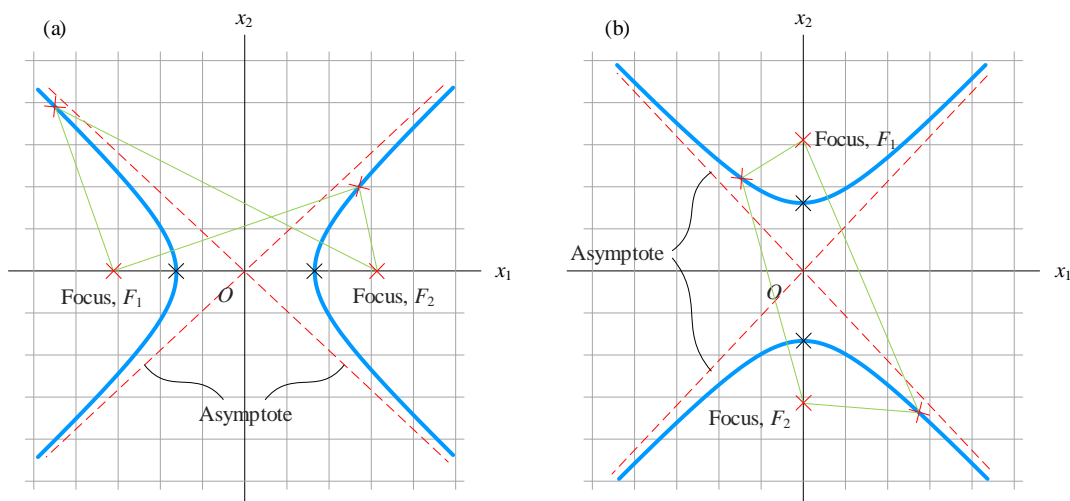 (a)
x2
x1
O
Focus, F1
Focus, F2
Asymptote
(b)
x2
x1
O
Focus, F1
Asymptote
Focus, F2